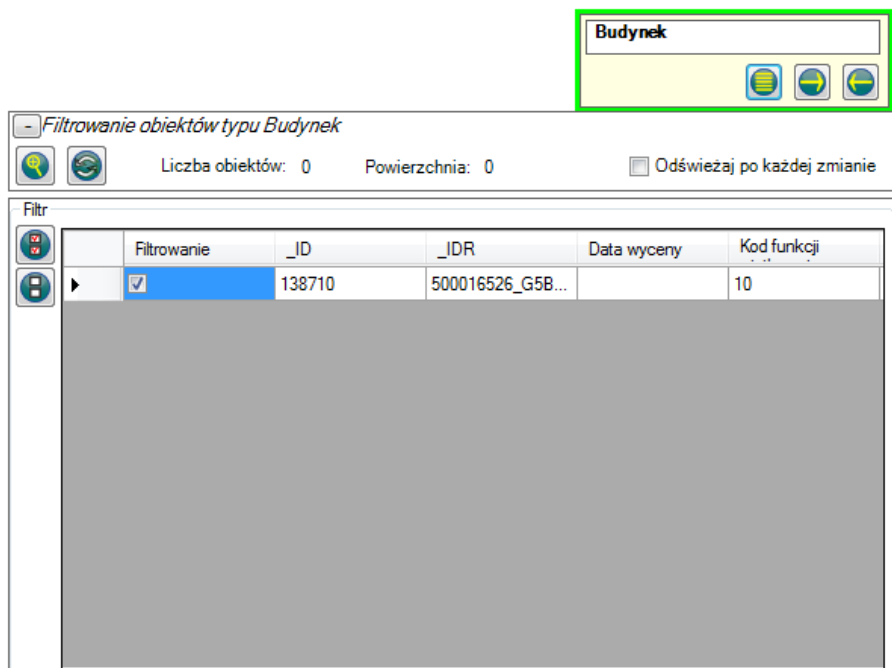 Budynek
- Filtrowanie obiektów typu Budynek
Liczba obiektów: 0 Powierzchnia: 0 Odświeżaj po każdej zmianie
Filtr
Filtrowanie _ID _IDR Data wyceny Kod funkcji
138710 500016526_G5B... 10